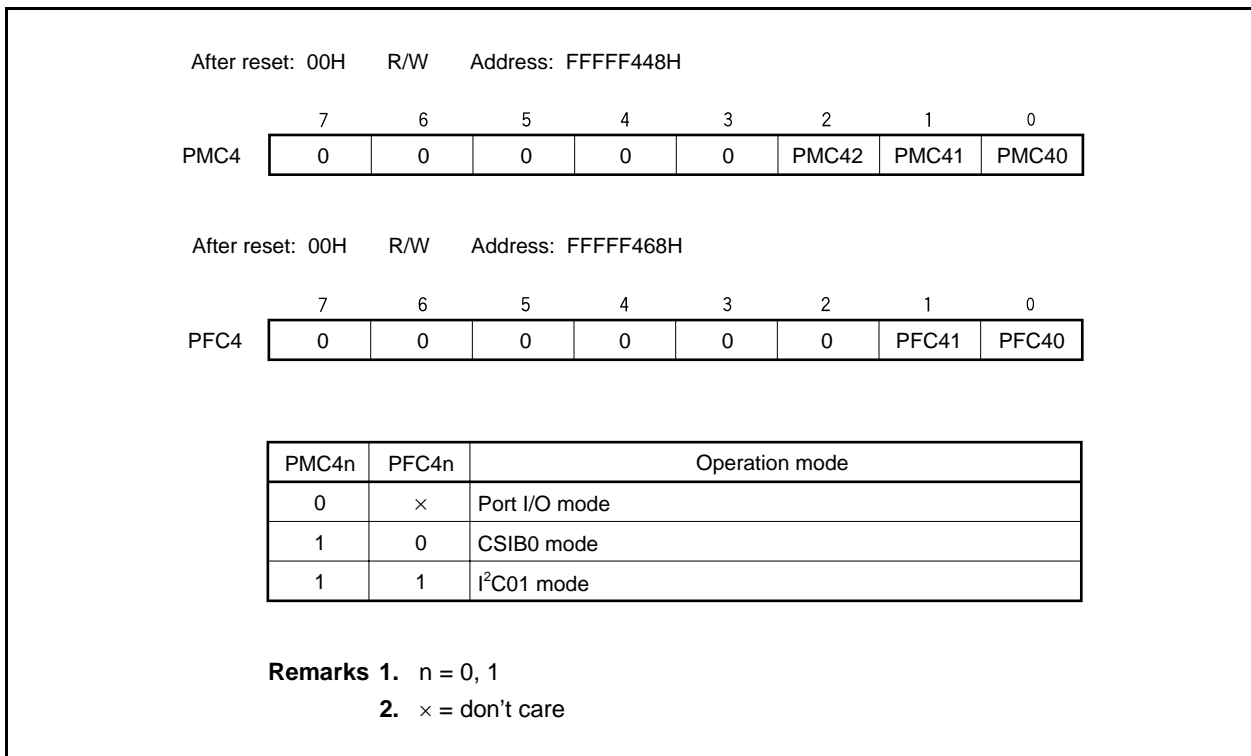 After reset: 00H R/W Address: FFFFF448H
7 6 5 4 3 2 1 0
PMC4 0 0 0 0 0 PMC42 PMC41 PMC40
After reset: 00H R/W Address: FFFFF468H
7 6 5 4 3 2 1 0
PFC4 0 0 0 0 0 0 PFC41 PFC40
PMC4n PFC4n Operation mode
0 × Port I/O mode
1 0 CSIB0 mode
1 1 I²C01 mode
Remarks 1. n = 0, 1
2. × = don't care